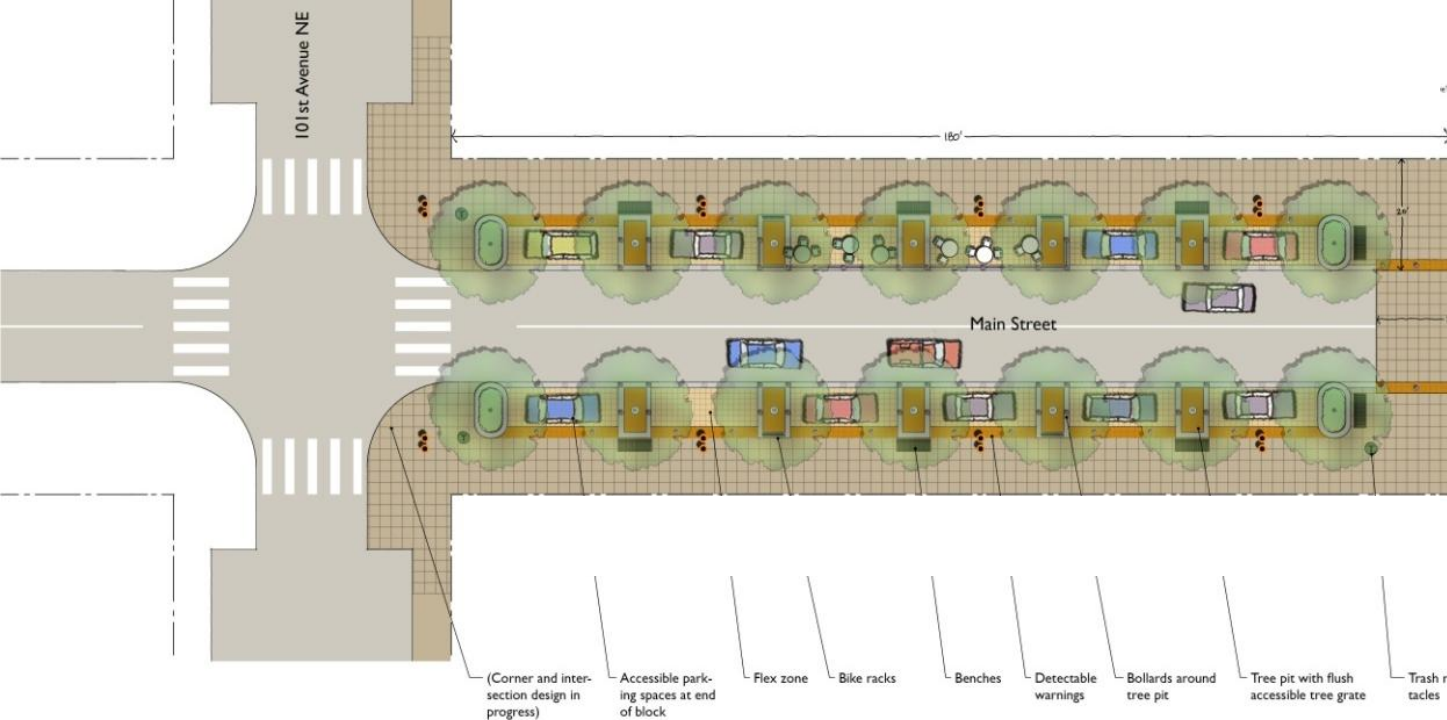 101st Avenue NE
180'
20'
Main Street
(Corner and inter-
section design in
progress)
Accessible park-
ing spaces at end
of block
Flex zone
Bike racks
Benches
Detectable
warnings
Bollards around
tree pit
Tree pit with flush
accessible tree grate
Trash
tacles